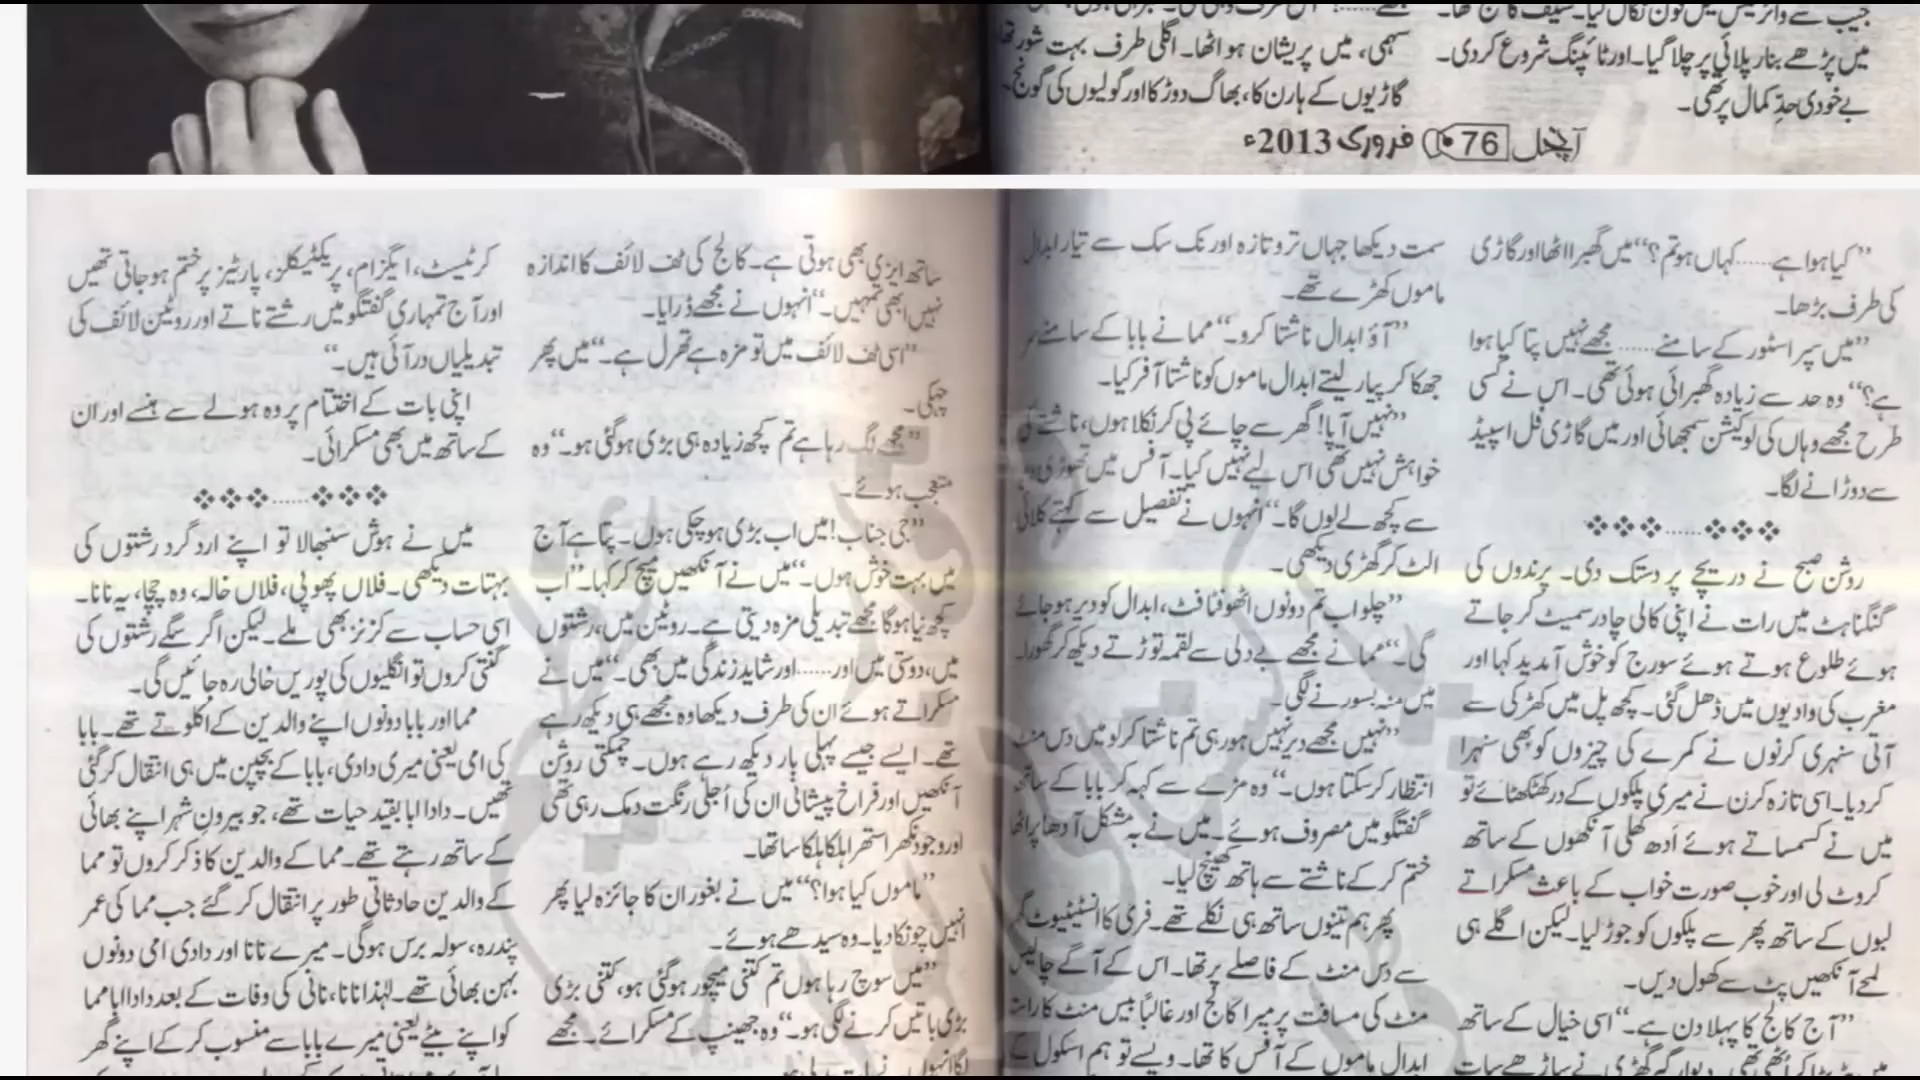 جیب سے وائرلیس میں فون نکال لیا۔ سیف کا میج تھا۔
میں پڑھے بنا رپلائی پر چلا گیا۔ اور ٹائپنگ شروع کردی۔
بے خودی حدِ کمال پر تھی۔
سہمی، میں پریشان ہو اٹھا۔ اگلی طرف بہت شور تھا
گاڑیوں کے ہارن کا، بھاگ دوڑ کا اور گولیوں کی گونج۔
آنچل 76 فروری 2013ء
”کیا ہوا ہے...... کہاں ہو تم؟“ میں گھبرا اٹھا اور گاڑی
کی طرف بڑھا۔
”میں سپر اسٹور کے سامنے...... مجھے نہیں پتا کیا ہوا
ہے؟“ وہ حد سے زیادہ گھبرائی ہوئی تھی۔ اس نے کسی
طرح مجھے وہاں کی لوکیشن سمجھائی اور میں گاڑی فل اسپیڈ
سے دوڑانے لگا۔
❖❖❖......❖❖❖
روشن صبح نے دریچے پر دستک دی۔ پرندوں کی
گنگناہٹ میں رات نے اپنی کالی چادر سمیٹ کر جاتے
ہوئے طلوع ہوتے ہوئے سورج کو خوش آمدید کہا اور
مغرب کی وادیوں میں ڈھل گئی۔ کچھ پل میں کھڑکی سے
آتی سنہری کرنوں نے کمرے کی چیزوں کو بھی سنہرا
کردیا۔ اسی تازہ کرن نے میری پلکوں کے در کھٹکھٹائے تو
میں نے کسمساتے ہوئے اَدھ کھلی آنکھوں کے ساتھ
کروٹ لی اور خوب صورت خواب کے باعث مسکراتے
لبوں کے ساتھ پھر سے پلکوں کو جوڑ لیا۔ لیکن اگلے ہی
لمحے آنکھیں پٹ سے کھول دیں۔
”آج کالج کا پہلا دن ہے۔“ اسی خیال کے ساتھ
میں ہڑبڑا کر اٹھی تھی۔ دیوار گیر گھڑی نے ساڑھے سات
سمت دیکھا جہاں تروتازہ اور نک سک سے تیار ابدال
ماموں کھڑے تھے۔
”آؤ ابدال ناشتا کرو۔“ ممانے بابا کے سامنے سر
جھکا کر پیار لیتے ابدال ماموں کو ناشتا آفر کیا۔
”نہیں آپا! گھر سے چائے پی کر نکلا ہوں، ناشتے کی
خواہش نہیں تھی اس لیے نہیں کیا۔ آفس میں تھوڑی دیر
سے کچھ لے لوں گا۔“ انہوں نے تفصیل سے کہتے کلائی
الٹ کر گھڑی دیکھی۔
”چلو اب تم دونوں اٹھو فٹافٹ، ابدال کو دیر ہوجائے
گی۔“ ممانے مجھے بے دلی سے لقمہ توڑتے دیکھ کر گھورا۔
میں منہ بسورنے لگی۔
”نہیں مجھے دیر نہیں ہورہی تم ناشتا کرلو میں دس منٹ
انتظار کرسکتا ہوں۔“ وہ مزے سے کہہ کر بابا کے ساتھ
گفتگو میں مصروف ہوئے۔ میں نے بہ مشکل آدھا پراٹھا
ختم کرکے ناشتے سے ہاتھ کھینچ لیا۔
پھر ہم تینوں ساتھ ہی نکلے تھے۔ فری کا انسٹیٹیوٹ گھر
سے دس منٹ کے فاصلے پر تھا۔ اس کے آگے چالیس
منٹ کی مسافت پر میرا کالج اور غالباً بیس منٹ کا راستہ
ابدال ماموں کے آفس کا تھا۔ ویسے تو ہم اسکول کے
ساتھ ایزی بھی ہوتی ہے۔ کالج کی ٹف لائف کا اندازہ
نہیں ابھی تمہیں۔“ انہوں نے مجھے ڈرایا۔
”اسی ٹف لائف میں تو مزہ ہے تھرل ہے۔“ میں پھر
چہکی۔
”مجھے لگ رہا ہے تم کچھ زیادہ ہی بڑی ہوگئی ہو۔“ وہ
متعجب ہوئے۔
”جی جناب! میں اب بڑی ہوچکی ہوں۔ پتا ہے آج
میں بہت خوش ہوں۔“ میں نے آنکھیں میچ کر کہا۔ ”اب
کچھ نیا ہوگا مجھے تبدیلی مزہ دیتی ہے۔ روٹین میں، رشتوں
میں، دوستی میں اور...... اور شاید زندگی میں بھی۔“ میں نے
مسکراتے ہوئے ان کی طرف دیکھا وہ مجھے ہی دیکھ رہے
تھے۔ ایسے جیسے پہلی بار دیکھ رہے ہوں۔ چمکتی روشن
آنکھیں اور فراخ پیشانی ان کی اُجلی رنگت دمک رہی تھی
اور وجود نکھرا ستھرا ہلکا ہلکا سا تھا۔
”ماموں کیا ہوا؟“ میں نے بغور ان کا جائزہ لیا پھر
انہیں چونکا دیا۔ وہ سیدھے ہوئے۔
”میں سوچ رہا ہوں تم کتنی میچور ہوگئی ہو، کتنی بڑی
بڑی باتیں کرنے لگی ہو۔“ وہ جھینپ کے مسکرائے۔ مجھے
لگا انہوں نے بات بدلی ہو۔
کر ٹیسٹ، ایگزام، پریکٹیکلز، پارٹیز پر ختم ہوجاتی تھیں
اور آج تمہاری گفتگو میں رشتے ناتے اور روٹین لائف کی
تبدیلیاں در آئی ہیں۔“
اپنی بات کے اختتام پر وہ ہولے سے ہنسے اور ان
کے ساتھ میں بھی مسکرائی۔
❖❖❖......❖❖❖
میں نے ہوش سنبھالا تو اپنے ارد گرد رشتوں کی
بہتات دیکھی۔ فلاں پھوپی، فلاں خالہ، وہ چچا، یہ نانا۔
اسی حساب سے کزنز بھی ملے۔ لیکن اگر سگے رشتوں کی
گنتی کروں تو انگلیوں کی پوریں خالی رہ جائیں گی۔
مما اور بابا دونوں اپنے والدین کے اکلوتے تھے۔ بابا
کی امی یعنی میری دادی، بابا کے بچپن میں ہی انتقال کرگئی
تھیں۔ دادا ابا بقید حیات تھے، جو بیرونِ شہر اپنے بھائی
کے ساتھ رہتے تھے۔ مما کے والدین کا ذکر کروں تو مما
کے والدین حادثاتی طور پر انتقال کرگئے جب مما کی عمر
پندرہ، سولہ برس ہوگی۔ میرے نانا اور دادی امی دونوں
بہن بھائی تھے۔ لہٰذا نانا، نانی کی وفات کے بعد دادا ابا مما
کو اپنے بیٹے یعنی میرے بابا سے منسوب کرکے اپنے گھر